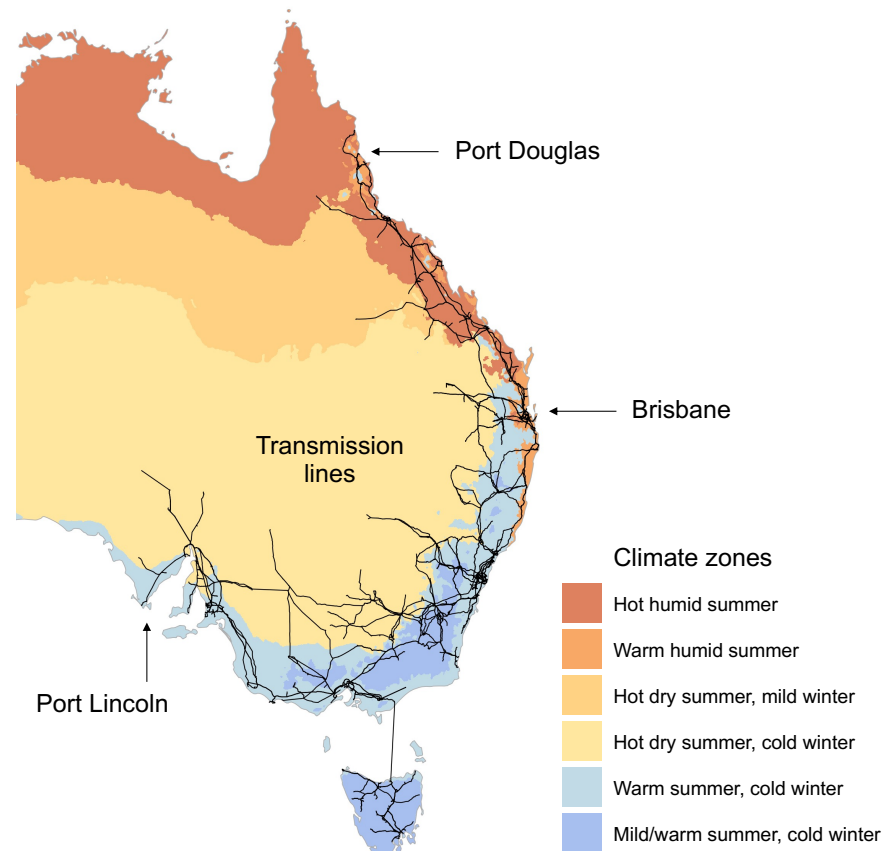 Port Douglas
Brisbane
Transmission
lines
Port Lincoln
Climate zones
Hot humid summer
Warm humid summer
Hot dry summer, mild winter
Hot dry summer, cold winter
Warm summer, cold winter
Mild/warm summer, cold winter